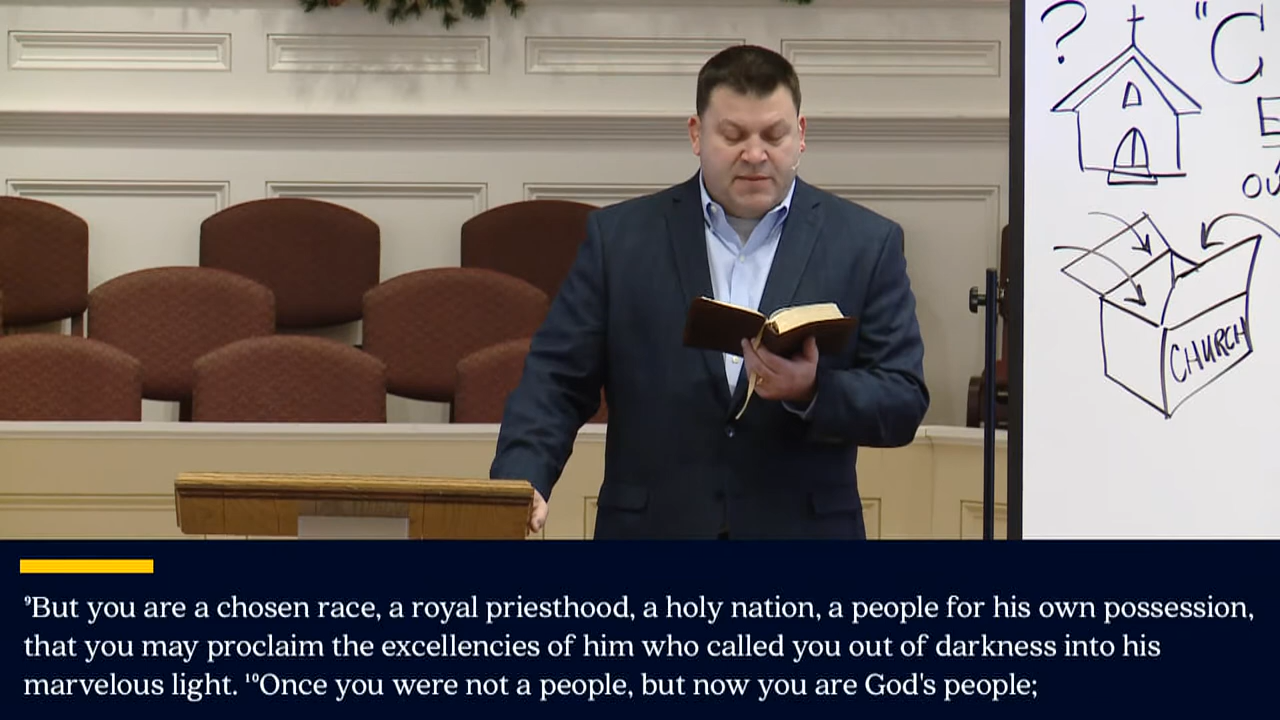 ?
"C
E
OU
CHURCH
⁹But you are a chosen race, a royal priesthood, a holy nation, a people for his own possession,
that you may proclaim the excellencies of him who called you out of darkness into his
marvelous light. ¹⁰Once you were not a people, but now you are God's people;